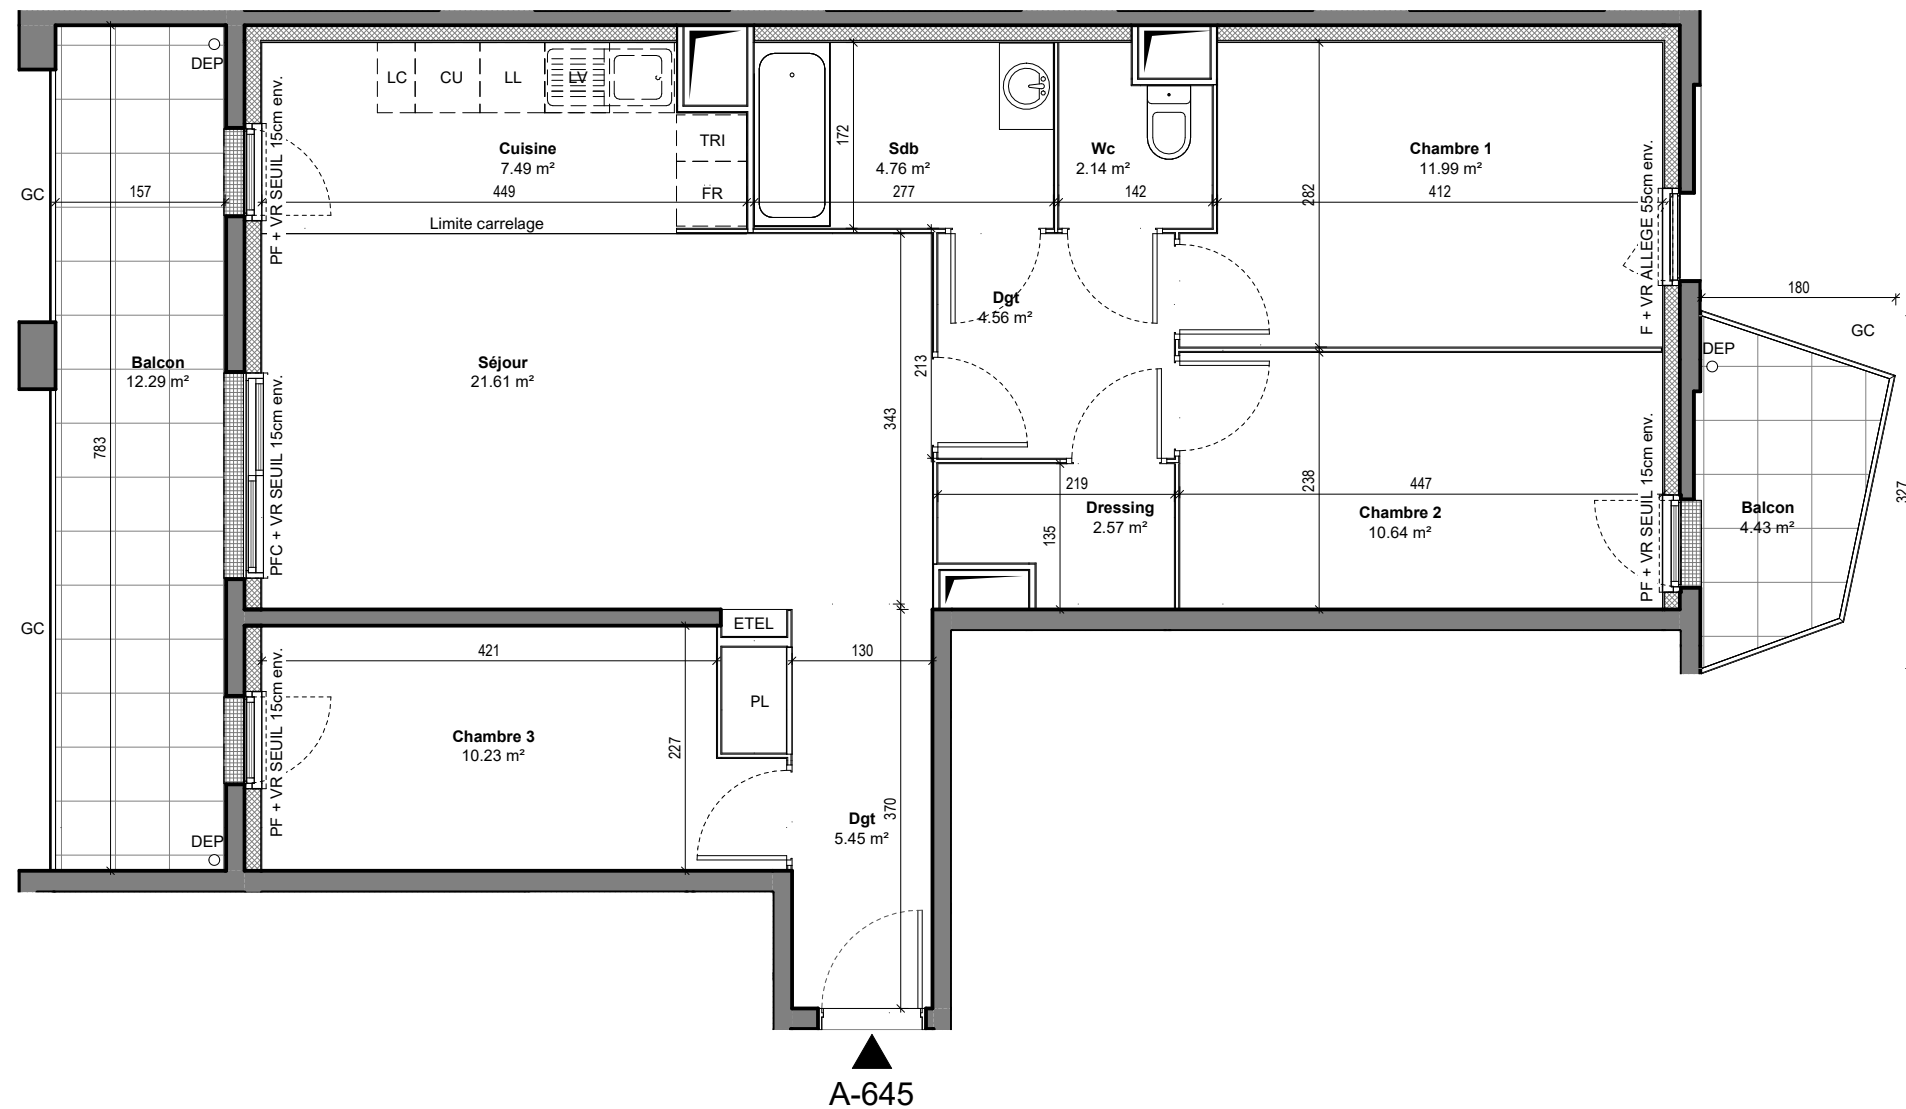 DEP
LC
CU
LL
LV
PF + VR SEUIL 15cm env.
TRI
FR
Cuisine
7.49 m²
449
Limite carrelage
172
Sdb
4.76 m²
277
Wc
2.14 m²
142
Chambre 1
11.99 m²
412
282
F + VR ALLEGE 55cm env.
GC
157
180
GC
DEP
Dgt
4.56 m²
213
343
Balcon
12.29 m²
783
Séjour
21.61 m²
PFC + VR SEUIL 15cm env.
219
Dressing
2.57 m²
135
238
447
Chambre 2
10.64 m²
PF + VR SEUIL 15cm env.
Balcon
4.43 m²
327
GC
ETEL
421
130
PL
Chambre 3
10.23 m²
227
PF + VR SEUIL 15cm env.
370
Dgt
5.45 m²
DEP
A-645